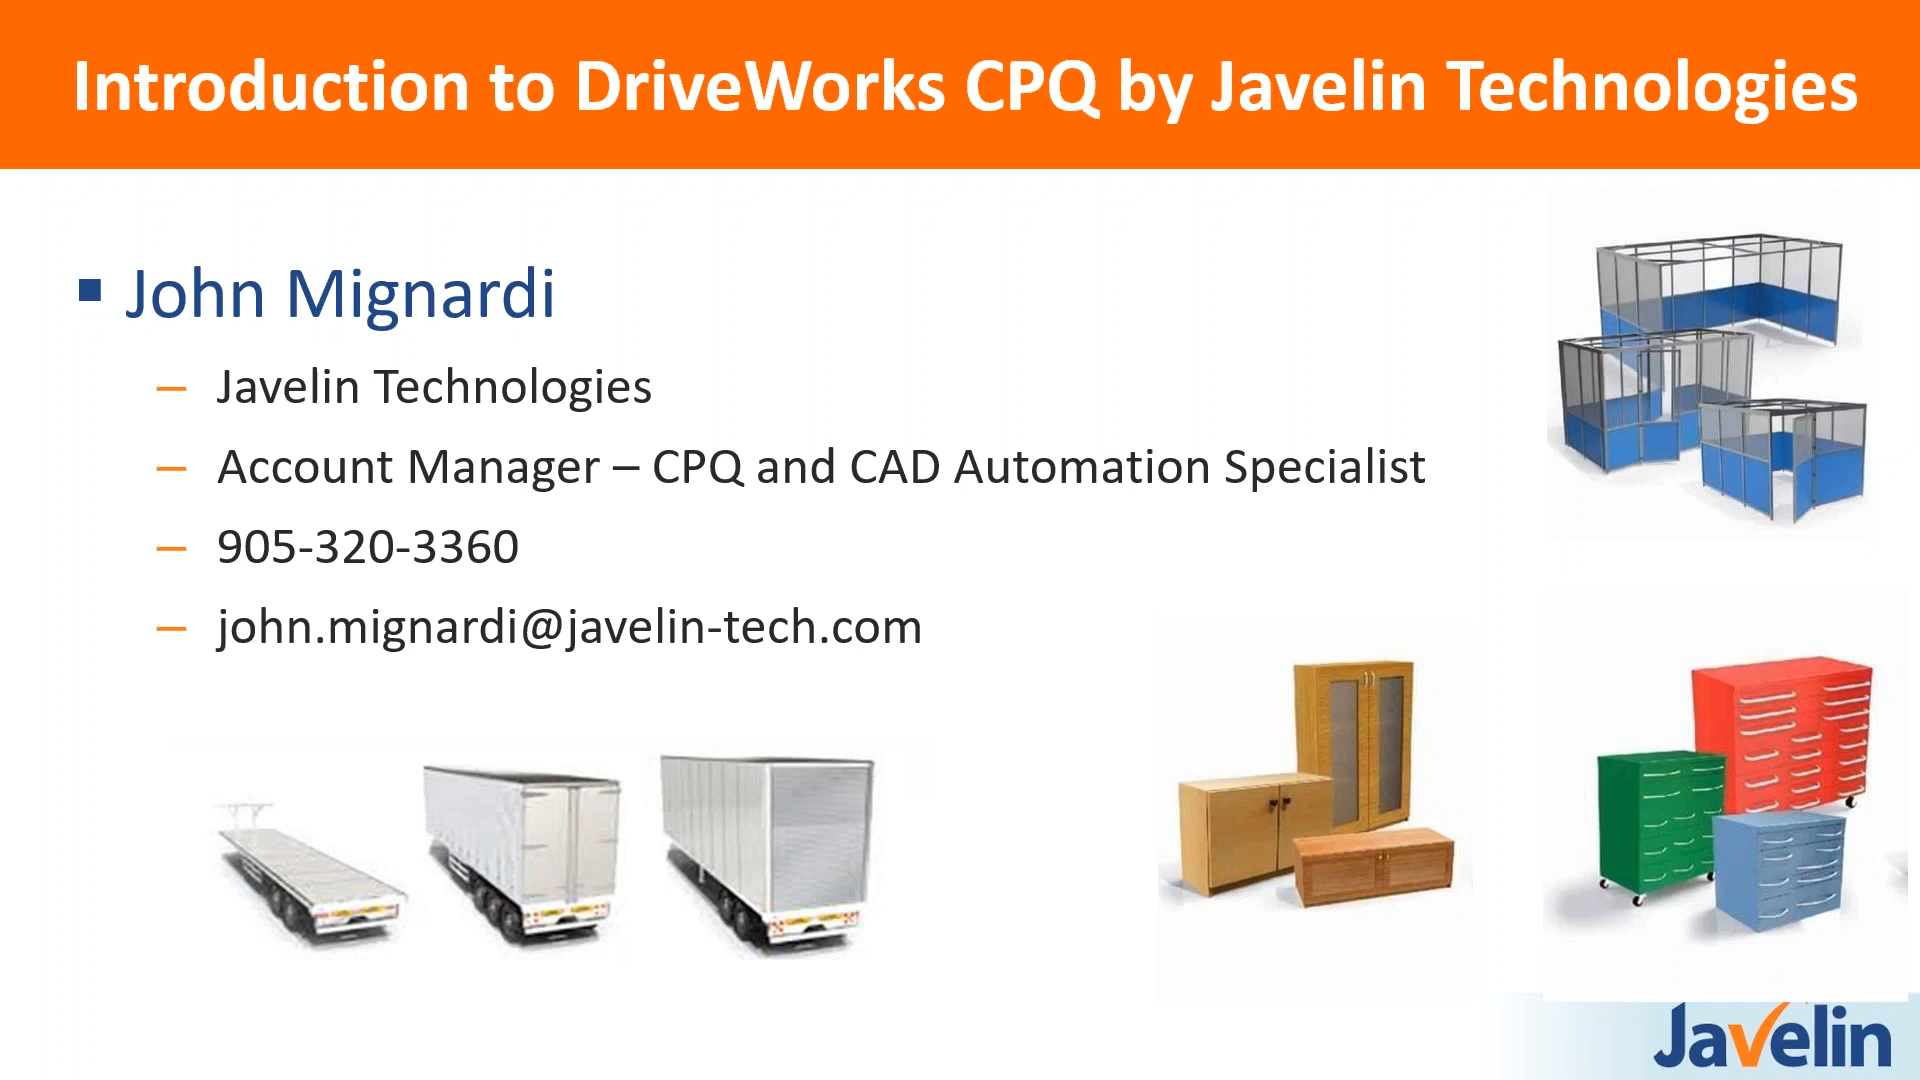 Introduction to DriveWorks CPQ by Javelin Technologies
John Mignardi
– Javelin Technologies
– Account Manager – CPQ and CAD Automation Specialist
– 905-320-3360
– john.mignardi@javelin-tech.com
Javelin